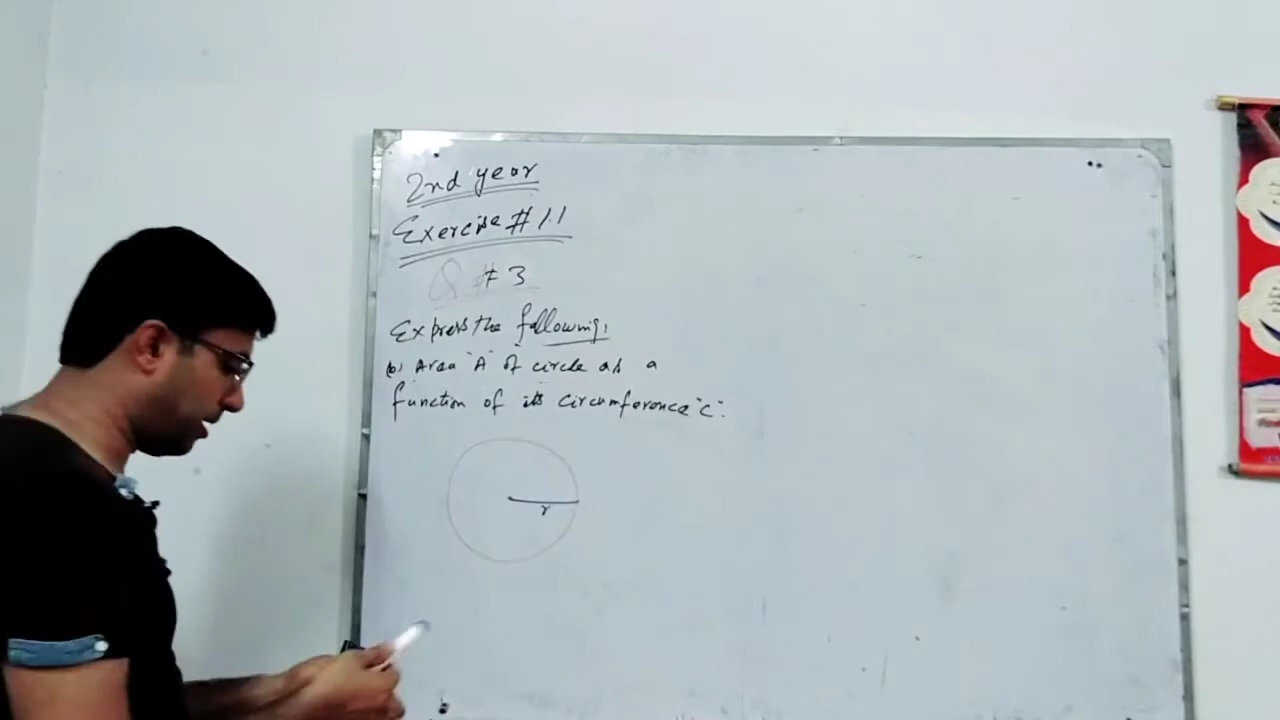 2nd year
Exercise # 1.1
Q # 3
Express the following:
(b) Area "A" of circle as a
function of its circumference "C".
r